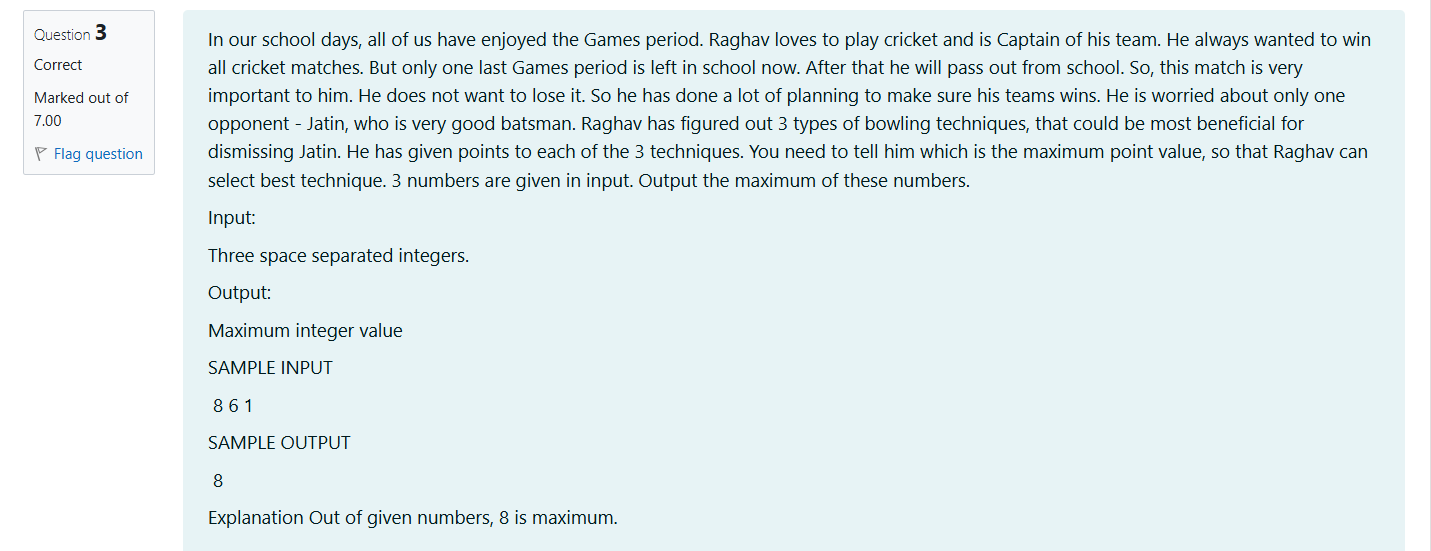 Question 3
Correct
Marked out of
7.00
Flag question
In our school days, all of us have enjoyed the Games period. Raghav loves to play cricket and is Captain of his team. He always wanted to win
all cricket matches. But only one last Games period is left in school now. After that he will pass out from school. So, this match is very
important to him. He does not want to lose it. So he has done a lot of planning to make sure his teams wins. He is worried about only one
opponent - Jatin, who is very good batsman. Raghav has figured out 3 types of bowling techniques, that could be most beneficial for
dismissing Jatin. He has given points to each of the 3 techniques. You need to tell him which is the maximum point value, so that Raghav can
select best technique. 3 numbers are given in input. Output the maximum of these numbers.
Input:
Three space separated integers.
Output:
Maximum integer value
SAMPLE INPUT
8 6 1
SAMPLE OUTPUT
8
Explanation Out of given numbers, 8 is maximum.